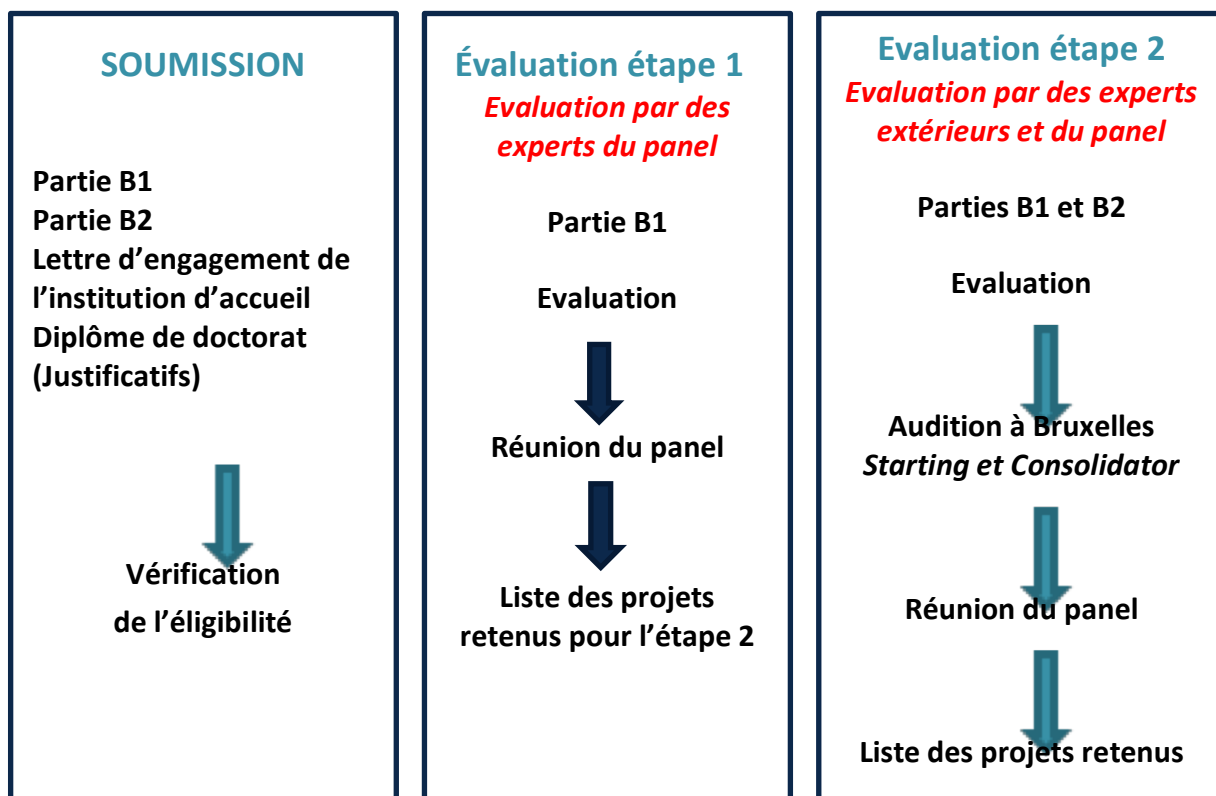 SOUMISSION
Partie B1
Partie B2
Lettre d’engagement de
l’institution d’accueil
Diplôme de doctorat
(Justificatifs)
Vérification
de l’éligibilité
Évaluation étape 1
Evaluation par des
experts du panel
Partie B1
Evaluation
Réunion du panel
Liste des projets
retenus pour l’étape 2
Evaluation étape 2
Evaluation par des experts
extérieurs et du panel
Parties B1 et B2
Evaluation
Audition à Bruxelles
Starting et Consolidator
Réunion du panel
Liste des projets retenus